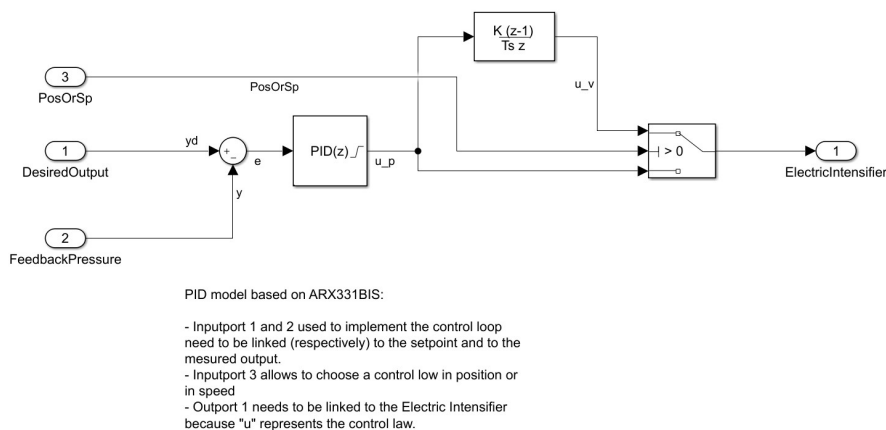 K (z-1)
Ts z
u_v
3
PosOrSp
PosOrSp
1
DesiredOutput
yd
+
−
e
y
PID(z)
u_p
> 0
1
ElectricIntensifier
2
FeedbackPressure
PID model based on ARX331BIS:
- Inputport 1 and 2 used to implement the control loop
need to be linked (respectively) to the setpoint and to the
mesured output.
- Inputport 3 allows to choose a control low in position or
in speed
- Outport 1 needs to be linked to the Electric Intensifier
because "u" represents the control law.